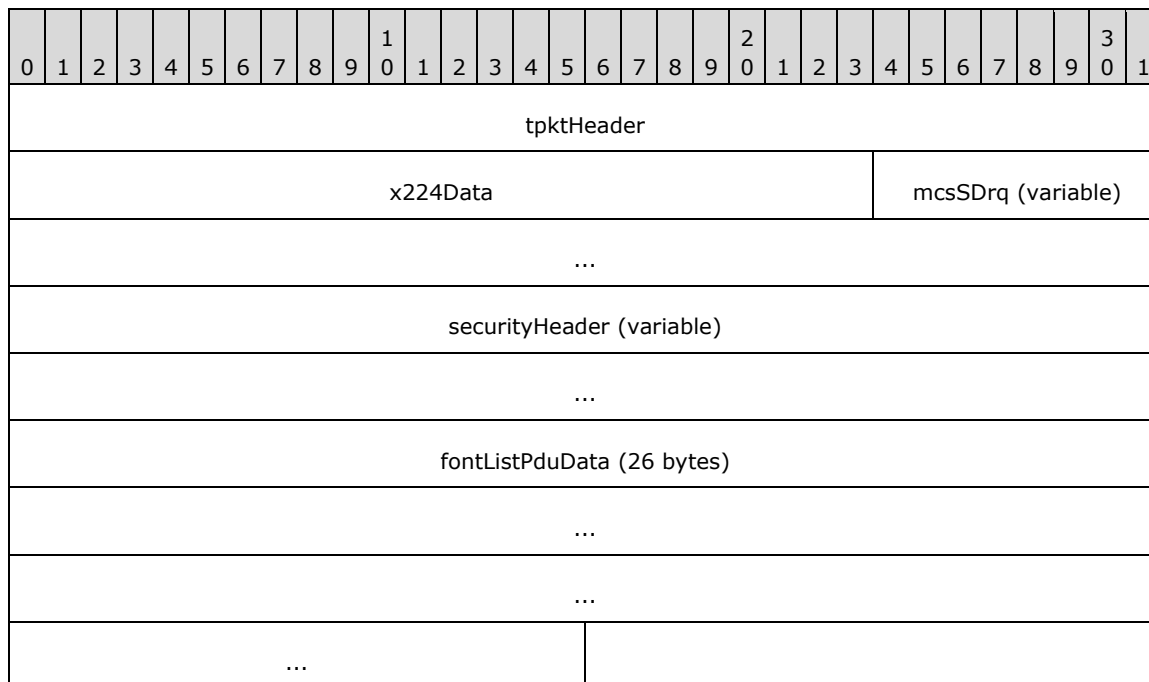 1 2 3
0 1 2 3 4 5 6 7 8 9 0 1 2 3 4 5 6 7 8 9 0 1 2 3 4 5 6 7 8 9 0 1
tpktHeader
x224Data mcsSDrq (variable)
...
securityHeader (variable)
...
fontListPduData (26 bytes)
...
...
...